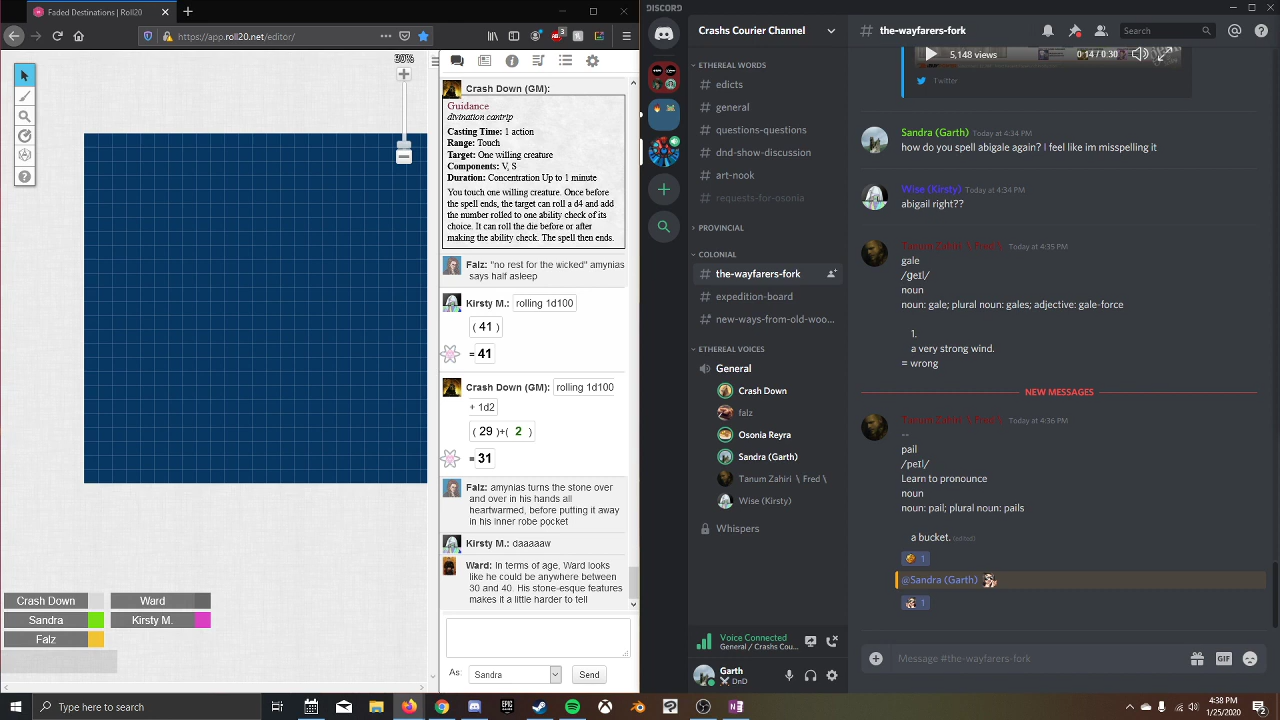 Faded Destinations | Roll20
https://app.roll20.net/editor/
30%
Crash Down (GM):
Guidance
divination cantrip
Casting Time: 1 action
Range: Touch
Target: One willing creature
Components: V, S
Duration: Concentration Up to 1 minute
You touch one willing creature. Once before
the spell ends, the target can roll a d4 and add
the number rolled to one ability check of its
choice. It can roll the die before or after
making the ability check. The spell then ends.
Falz: "no rest for the wicked" amynias
says half asleep
Kirsty M.: rolling 1d100
( 41 )
= 41
Crash Down (GM): rolling 1d100
+ 1d2
( 29 )+( 2 )
= 31
Falz: amynias turns the stone over
and over in his hands all
heartwarmed, before putting it away
in his inner robe pocket
Kirsty M.: daaaaw
Ward: In terms of age, Ward looks
like he could be anywhere between
30 and 40. His stone-esque features
makes it a little harder to tell
As: Sandra Send
Crash Down
Ward
Sandra
Kirsty M.
Falz
DISCORD
Crashs Courier Channel
ETHEREAL WORDS
edicts
general
questions-questions
dnd-show-discussion
art-nook
requests-for-osonia
PROVINCIAL
COLONIAL
the-wayfarers-fork
expedition-board
new-ways-from-old-woo...
ETHEREAL VOICES
General
Crash Down
falz
Osonia Reyra
Sandra (Garth)
Tanum Zahiri \ Fred \
Wise (Kirsty)
Whispers
Voice Connected
General / Crashs Cou...
Garth
DnD
the-wayfarers-fork
Search
5,148 views
0:14 / 0:30
Twitter
Sandra (Garth) Today at 4:34 PM
how do you spell abigale again? I feel like im misspelling it
Wise (Kirsty) Today at 4:34 PM
abigail right??
Tanum Zahiri \ Fred \ Today at 4:35 PM
gale
/ɡeɪl/
noun
noun: gale; plural noun: gales; adjective: gale-force
1.
a very strong wind.
= wrong
NEW MESSAGES
Tanum Zahiri \ Fred \ Today at 4:36 PM
--
pail
/peɪl/
Learn to pronounce
noun
noun: pail; plural noun: pails
a bucket. (edited)
1
@Sandra (Garth)
1
Message #the-wayfarers-fork
GIF
Type here to search
4:38 PM
1/25/2020